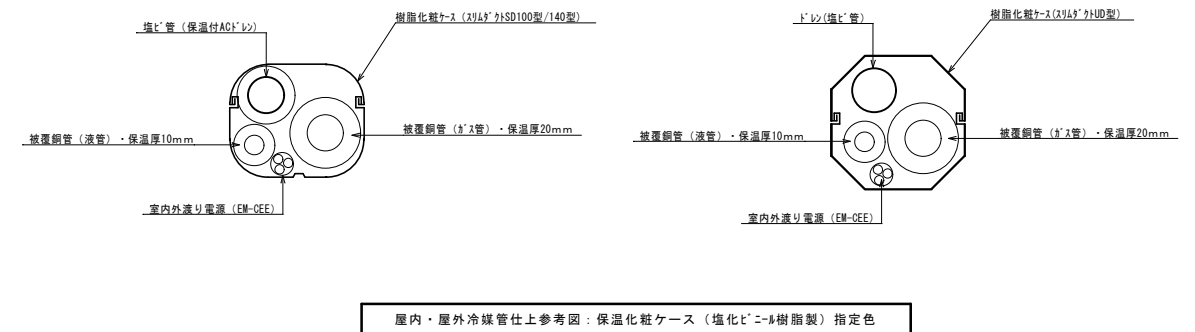 塩ﾋﾞ管（保温付ACﾄﾞﾚﾝ）
樹脂化粧ｹｰｽ（ｽﾘﾑﾀﾞｸﾄSD100型/140型）
被覆銅管（液管）・保温厚10mm
被覆銅管（ｶﾞｽ管）・保温厚20mm
室内外渡り電源（EM-CEE）
ﾄﾞﾚﾝ(塩ﾋﾞ管）
樹脂化粧ｹｰｽ(ｽﾘﾑﾀﾞｸﾄUD型）
被覆銅管（液管）・保温厚10mm
被覆銅管（ｶﾞｽ管）・保温厚20mm
室内外渡り電源（EM-CEE）
屋内・屋外冷媒管仕上参考図：保温化粧ケース（塩化ﾋﾞﾆｰﾙ樹脂製）指定色